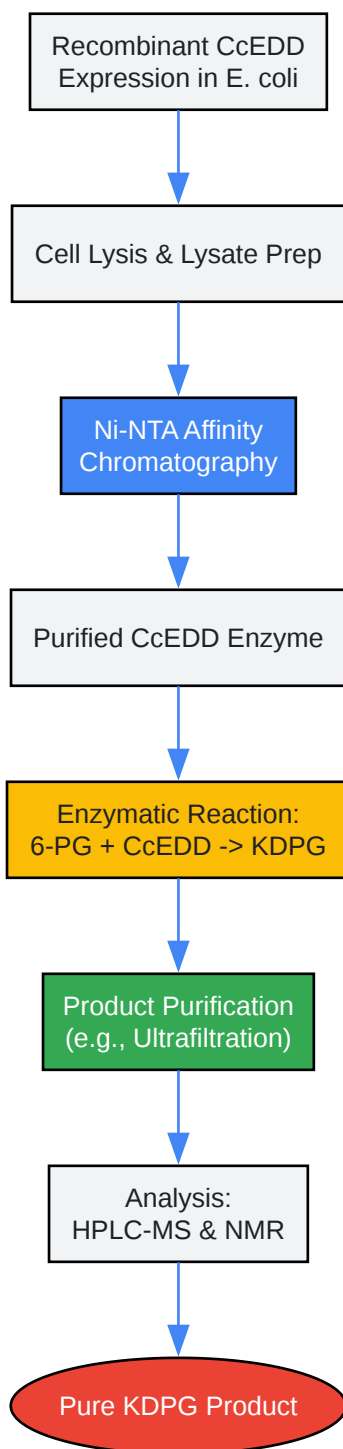 Recombinant CcEDD
Expression in E. coli
Cell Lysis & Lysate Prep
Ni-NTA Affinity
Chromatography
Purified CcEDD Enzyme
Enzymatic Reaction:
6-PG + CcEDD -> KDPG
Product Purification
(e.g., Ultrafiltration)
Analysis:
HPLC-MS & NMR
Pure KDPG Product